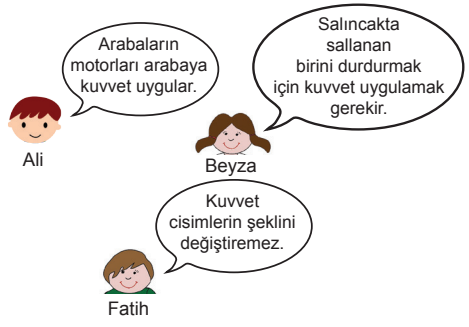 Arabaların
motorları arabaya
kuvvet uygular.
Ali
Salıncakta
sallanan
birini durdurmak
için kuvvet uygulamak
gerekir.
Beyza
Kuvvet
cisimlerin şeklini
değiştiremez.
Fatih